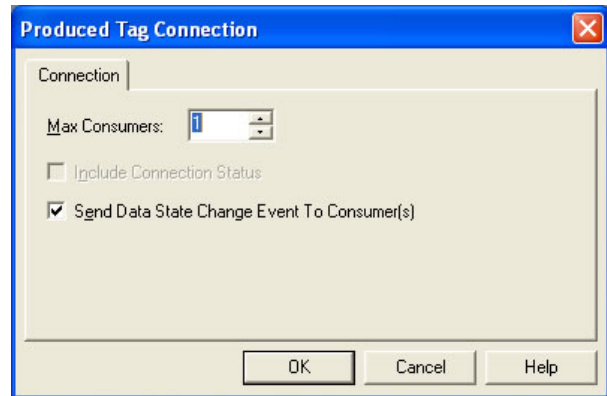 Produced Tag Connection
Connection
Max Consumers: 1
Include Connection Status
Send Data State Change Event To Consumer(s)
OK Cancel Help